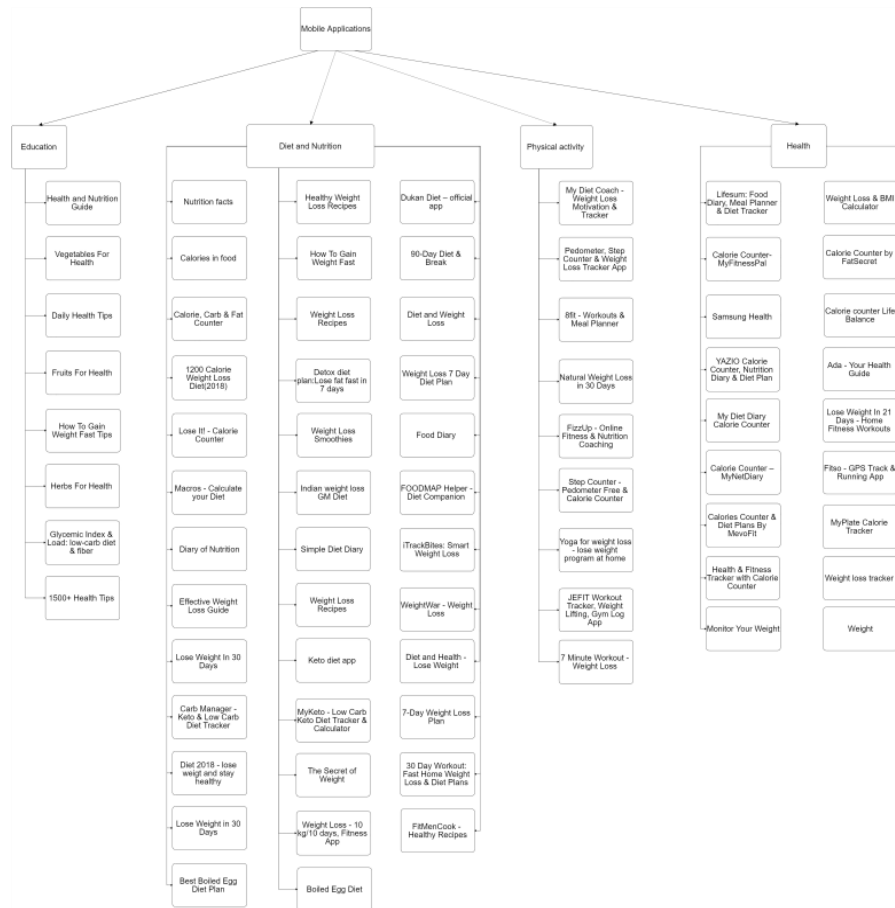 Mobile Applications
Education
Health and Nutrition
Guide
Vegetables For
Health
Daily Health Tips
Fruits For Health
How To Gain
Weight Fast Tips
Herbs For Health
Glycemic Index &
Load: low-carb diet
& fiber
1500+ Health Tips
Diet and Nutrition
Nutrition facts
Calories in food
Calorie, Carb & Fat
Counter
1200 Calorie
Weight Loss
Diet(2018)
Lose It! - Calorie
Counter
Macros - Calculate
your Diet
Diary of Nutrition
Effective Weight
Loss Guide
Lose Weight In 30
Days
Carb Manager -
Keto & Low Carb
Diet Tracker
Diet 2018 - lose
weigt and stay
healthy
Lose Weight in 30
Days
Best Boiled Egg
Diet Plan
Healthy Weight
Loss Recipes
How To Gain
Weight Fast
Weight Loss
Recipes
Detox diet
plan:Lose fat fast in
7 days
Weight Loss
Smoothies
Indian weight loss
GM Diet
Simple Diet Diary
Weight Loss
Recipes
Keto diet app
MyKeto - Low Carb
Keto Diet Tracker &
Calculator
The Secret of
Weight
Weight Loss - 10
kg/10 days, Fitness
App
Boiled Egg Diet
Dukan Diet – official
app
90-Day Diet &
Break
Diet and Weight
Loss
Weight Loss 7 Day
Diet Plan
Food Diary
FOODMAP Helper -
Diet Companion
iTrackBites: Smart
Weight Loss
WeightWar - Weight
Loss
Diet and Health -
Lose Weight
7-Day Weight Loss
Plan
30 Day Workout:
Fast Home Weight
Loss & Diet Plans
FitMenCook -
Healthy Recipes
Physical activity
My Diet Coach -
Weight Loss
Motivation &
Tracker
Pedometer, Step
Counter & Weight
Loss Tracker App
8fit - Workouts &
Meal Planner
Natural Weight Loss
in 30 Days
FizzUp - Online
Fitness & Nutrition
Coaching
Step Counter -
Pedometer Free &
Calorie Counter
Yoga for weight loss
- lose weight
program at home
JEFIT Workout
Tracker, Weight
Lifting, Gym Log
App
7 Minute Workout -
Weight Loss
Health
Lifesum: Food
Diary, Meal Planner
& Diet Tracker
Calorie Counter-
MyFitnessPal
Samsung Health
YAZIO Calorie
Counter, Nutrition
Diary & Diet Plan
My Diet Diary
Calorie Counter
Calorie Counter –
MyNetDiary
Calories Counter &
Diet Plans By
MevoFit
Health & Fitness
Tracker with Calorie
Counter
Monitor Your Weight
Weight Loss & BMI
Calculator
Calorie Counter by
FatSecret
Calorie counter Life
Balance
Ada - Your Health
Guide
Lose Weight In 21
Days - Home
Fitness Workouts
Fitso - GPS Track &
Running App
MyPlate Calorie
Tracker
Weight loss tracker
Weight